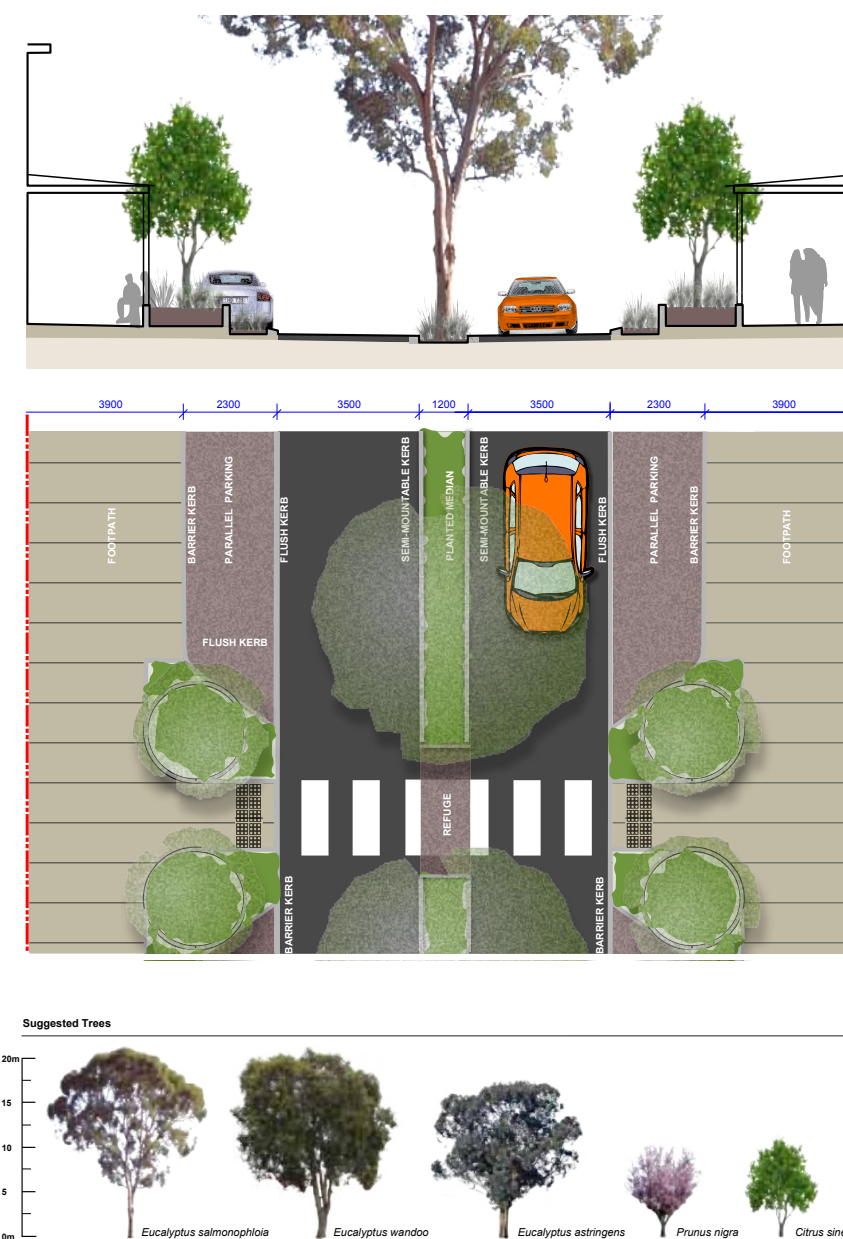 3900
2300
3500
1200
3500
2300
3900
FOOTPATH
BARRIER KERB
PARALLEL PARKING
FLUSH KERB
SEMI-MOUNTABLE KERB
PLANTED MEDIAN
SEMI-MOUNTABLE KERB
FLUSH KERB
PARALLEL PARKING
BARRIER KERB
FOOTPATH
FLUSH KERB
REFUGE
BARRIER KERB
BARRIER KERB
Suggested Trees
20m
15
10
5
0m
Eucalyptus salmonophloia
Eucalyptus wandoo
Eucalyptus astringens
Prunus nigra
Citrus sine